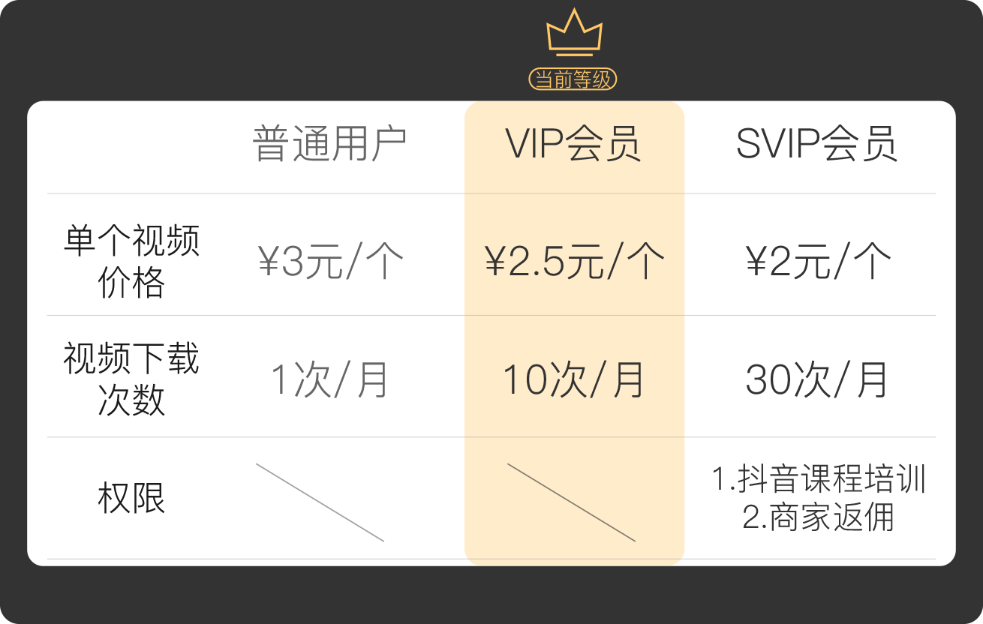 当前等级
普通用户 VIP会员 SVIP会员
单个视频
价格
¥3元/个 ¥2.5元/个 ¥2元/个
视频下载
次数
1次/月 10次/月 30次/月
权限
1.抖音课程培训
2.商家返佣